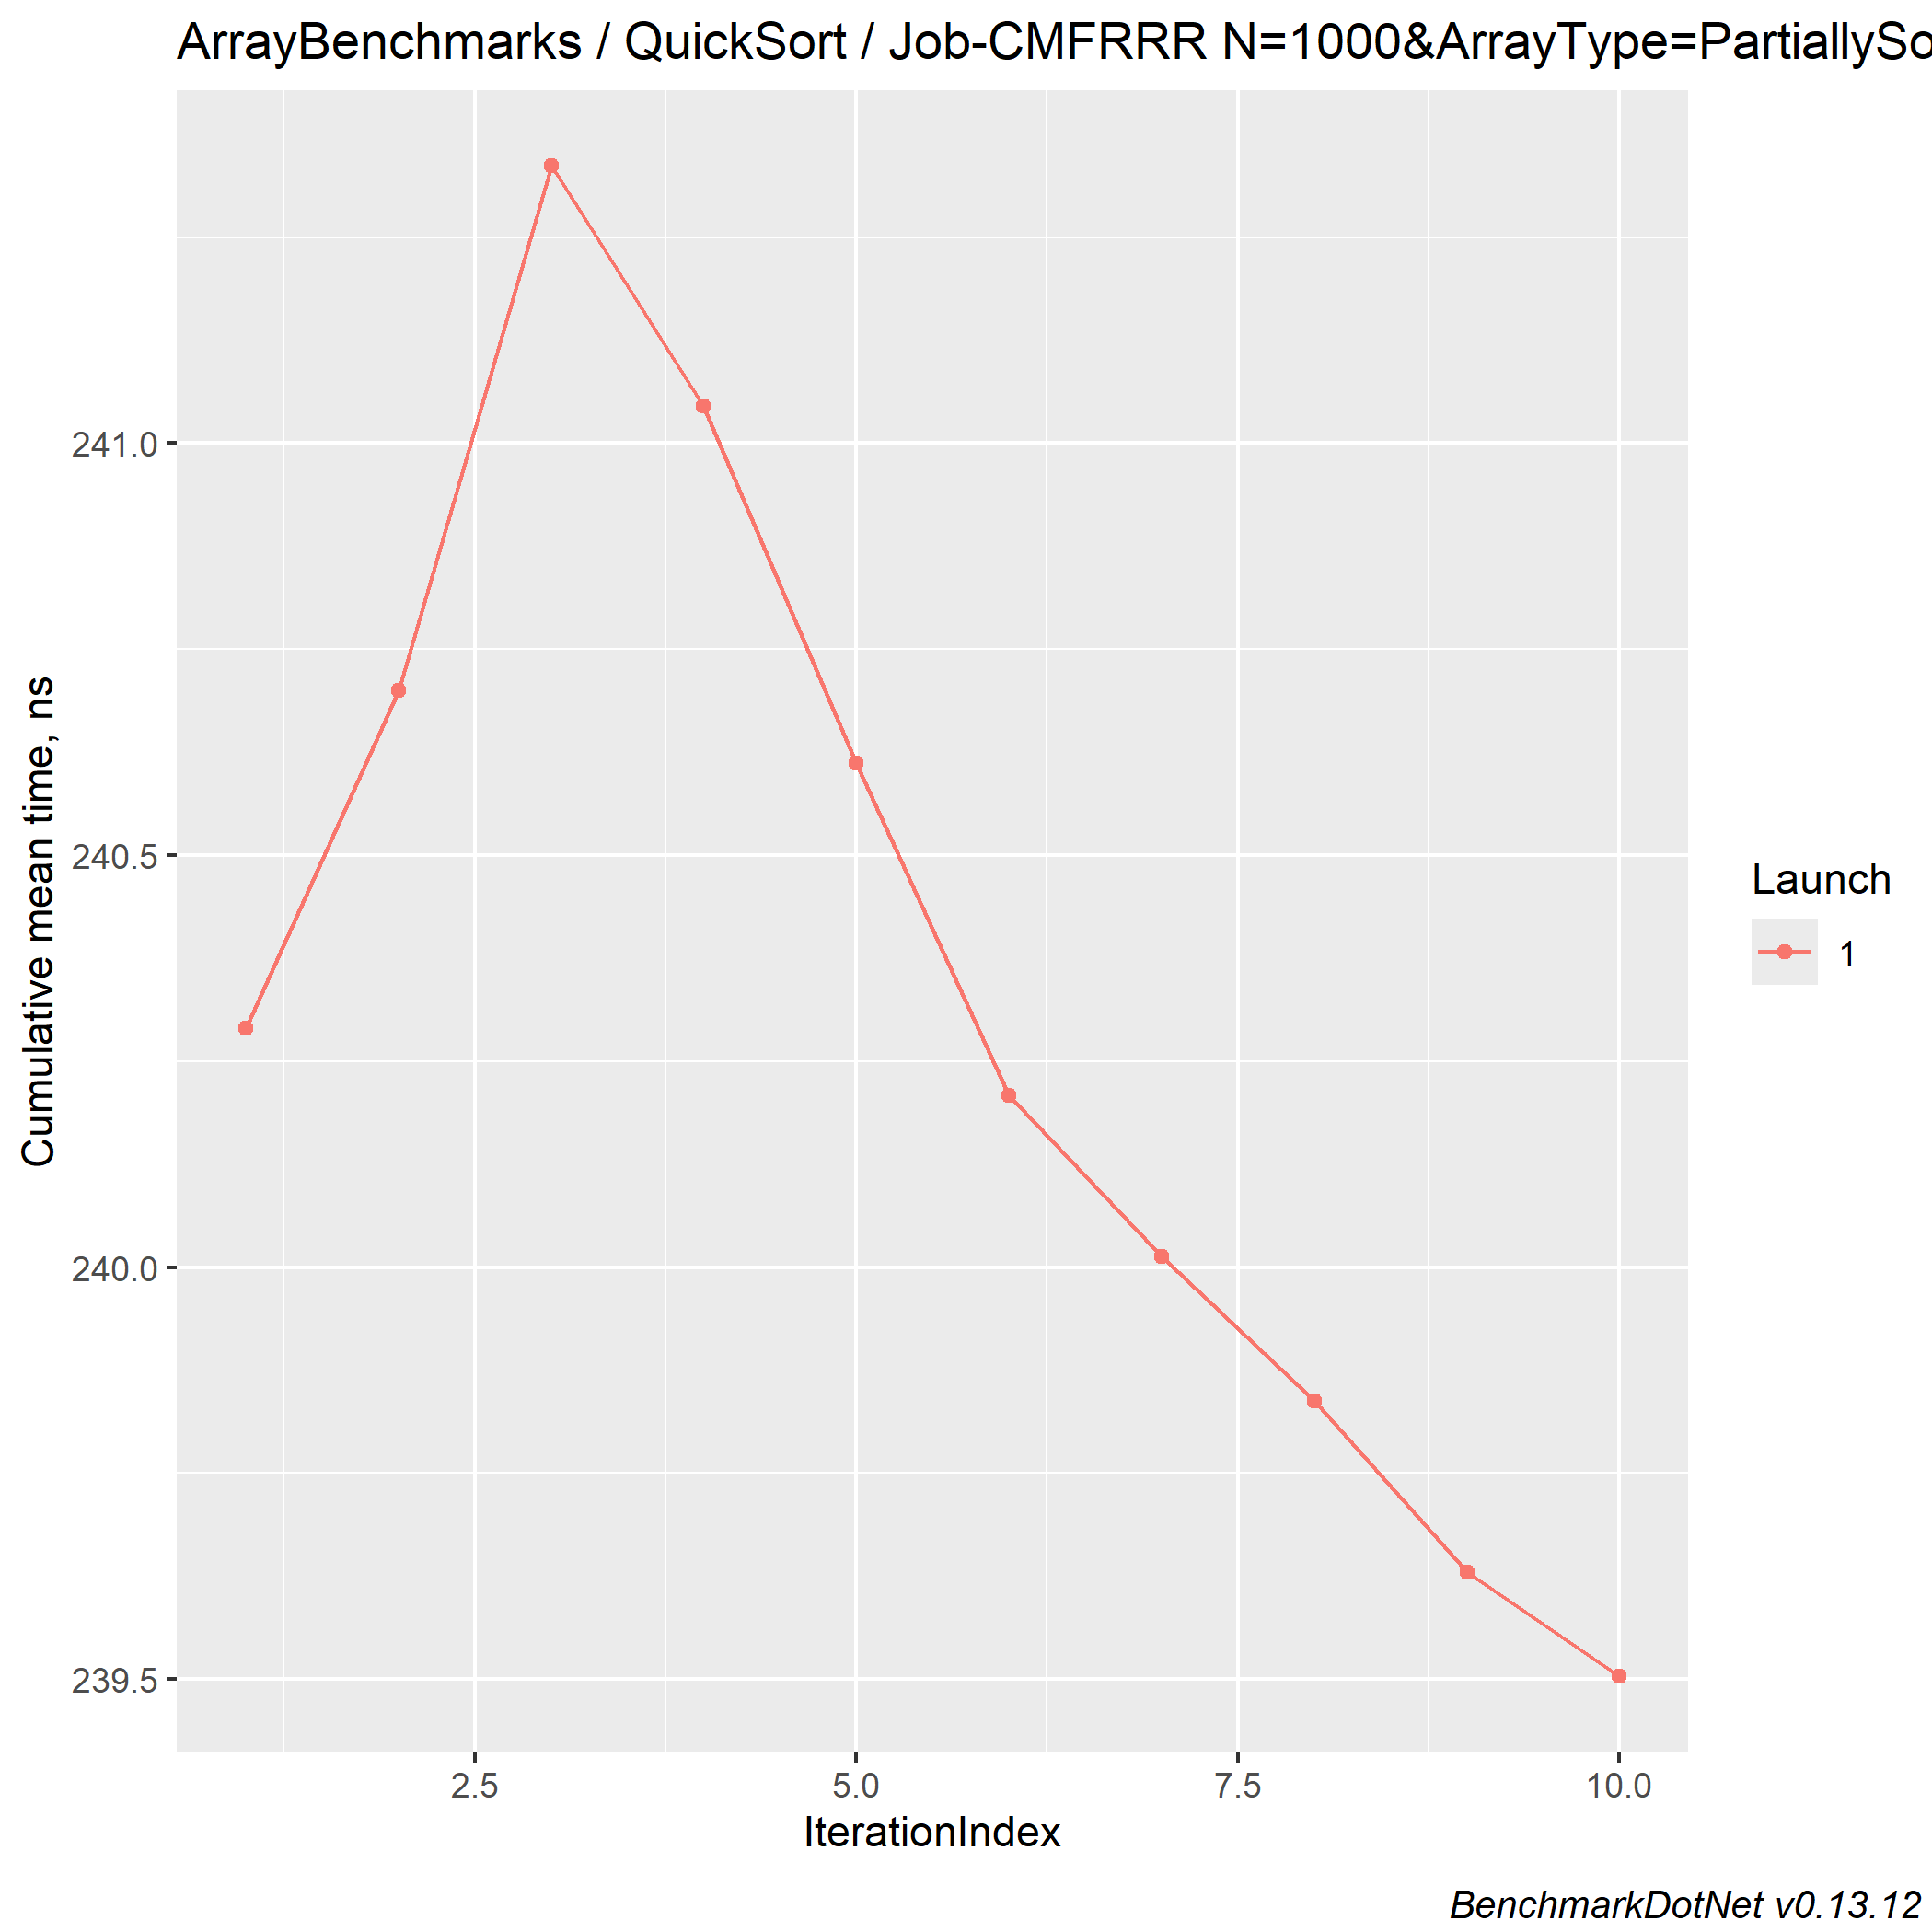 ArrayBenchmarks / QuickSort / Job-CMFRRR N=1000&ArrayType=PartiallySo
Cumulative mean time, ns
241.0
240.5
240.0
239.5
2.5 5.0 7.5 10.0
IterationIndex
Launch
1
BenchmarkDotNet v0.13.12